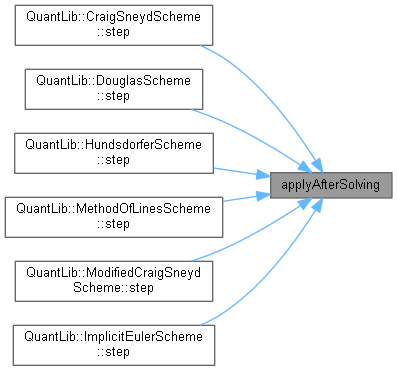 QuantLib::CraigSneydScheme
::step
QuantLib::DouglasScheme
::step
QuantLib::HundsdorferScheme
::step
applyAfterSolving
QuantLib::MethodOfLinesScheme
::step
QuantLib::ModifiedCraigSneyd
Scheme::step
QuantLib::ImplicitEulerScheme
::step